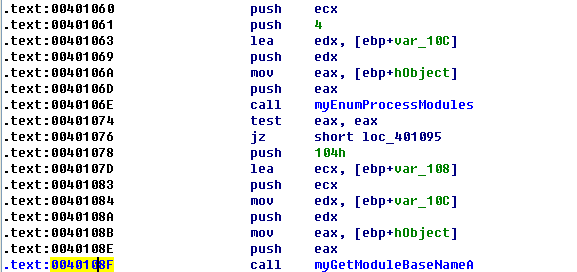 .text:00401060 push ecx
.text:00401061 push 4
.text:00401063 lea edx, [ebp+var_10C]
.text:00401069 push edx
.text:0040106A mov eax, [ebp+hObject]
.text:0040106D push eax
.text:0040106E call myEnumProcessModules
.text:00401074 test eax, eax
.text:00401076 jz short loc_401095
.text:00401078 push 104h
.text:0040107D lea ecx, [ebp+var_108]
.text:00401083 push ecx
.text:00401084 mov edx, [ebp+var_10C]
.text:0040108A push edx
.text:0040108B mov eax, [ebp+hObject]
.text:0040108E push eax
.text:0040108F call myGetModuleBaseNameA